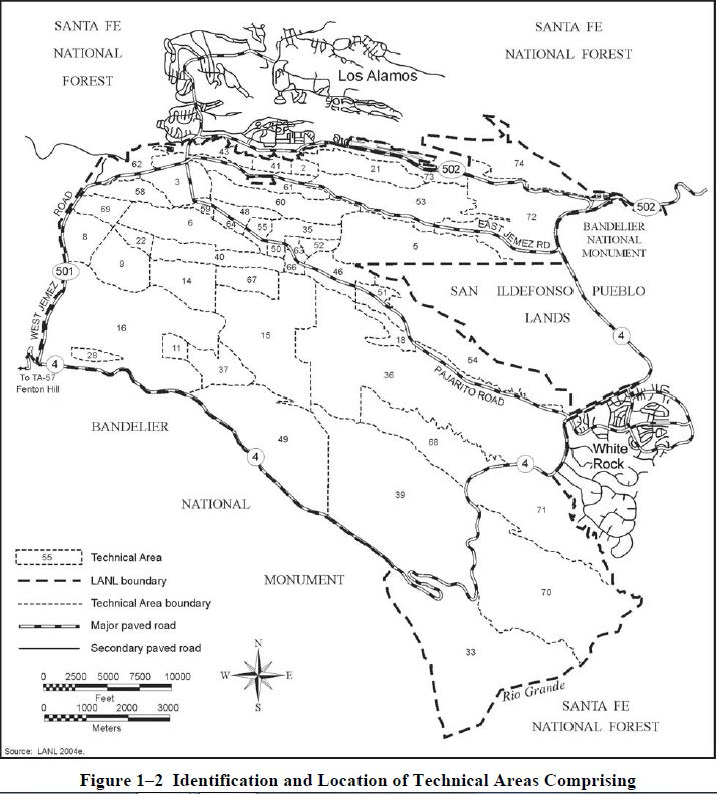 SANTA FE
NATIONAL
FOREST
SANTA FE
NATIONAL FOREST
Los Alamos
62
43
41
2
21
73
502
74
502
3
61
58
60
53
72
69
59
48
6
64
55
35
EAST JEMEZ RD
BANDELIER
NATIONAL
MONUMENT
ROAD
8
22
50
63
52
5
9
40
66
46
501
14
67
51
SAN ILDEFONSO PUEBLO
LANDS
WEST JEMEZ
16
15
18
4
28
11
54
4
To TA-57
Fenton Hill
37
36
PAJARITO ROAD
BANDELIER
49
68
White
Rock
4
4
NATIONAL
39
71
55 Technical Area
LANL boundary
MONUMENT
Technical Area boundary
70
Major paved road
Secondary paved road
33
N
W E
S
0 2500 5000 7500 10000
Feet
0 1000 2000 3000
Meters
Rio Grande
SANTA FE
NATIONAL FOREST
Source: LANL 2004e.
Figure 1–2 Identification and Location of Technical Areas Comprising